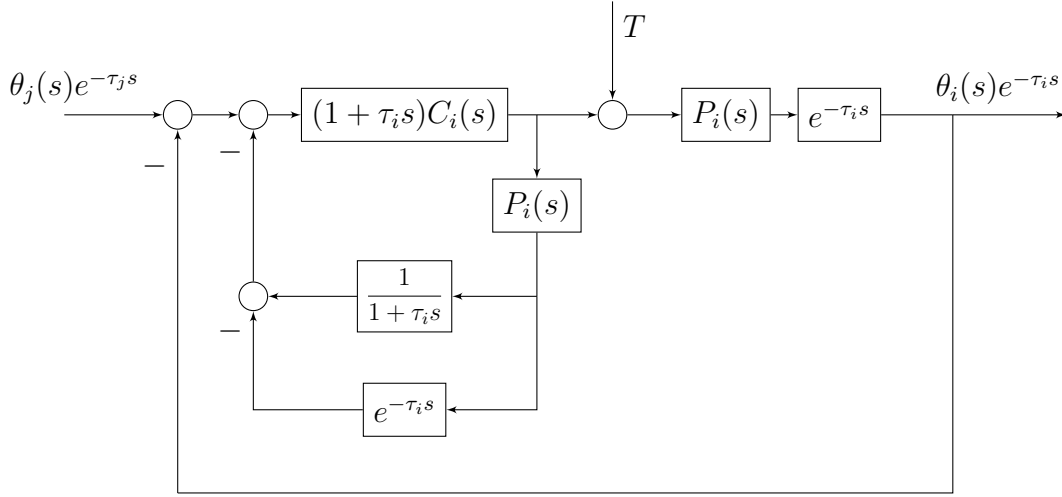 T
θ_j(s)e^{-τ_j s}
θ_i(s)e^{-τ_i s}
(1 + τ_i s)C_i(s)
P_i(s)
e^{-τ_i s}
−
−
P_i(s)
1
1 + τ_i s
−
e^{-τ_i s}